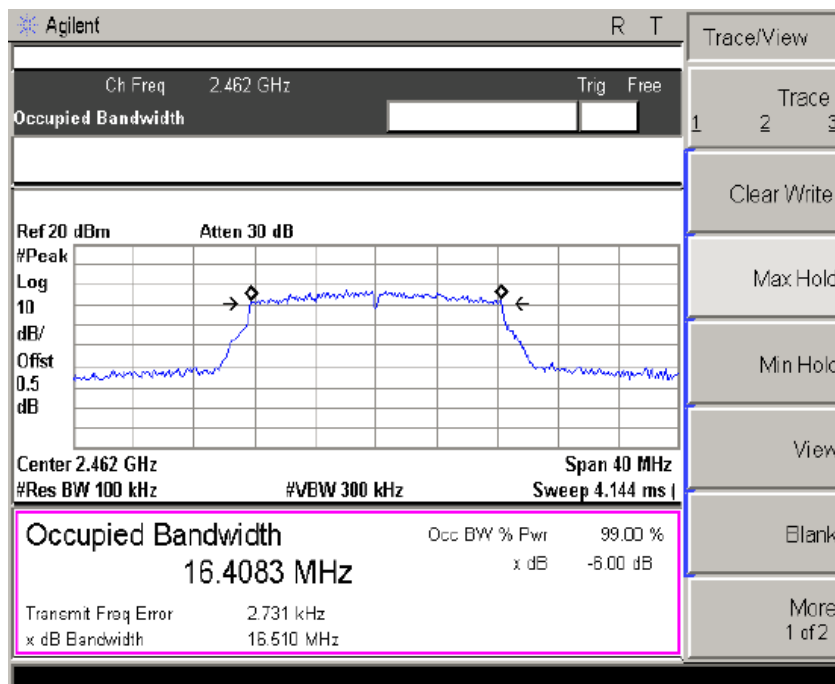 Agilent R T
Trace/View
Ch Freq 2.462 GHz Trig Free
Occupied Bandwidth
Trace
1 2 3
Clear Write
Max Hold
Min Hold
View
Blank
More
1 of 2
Ref 20 dBm Atten 30 dB
#Peak
Log
10
dB/
Offst
0.5
dB
Center 2.462 GHz Span 40 MHz
#Res BW 100 kHz #VBW 300 kHz Sweep 4.144 ms (
Occupied Bandwidth
16.4083 MHz
Occ BW % Pwr 99.00 %
x dB -6.00 dB
Transmit Freq Error 2.731 kHz
x dB Bandwidth 16.510 MHz